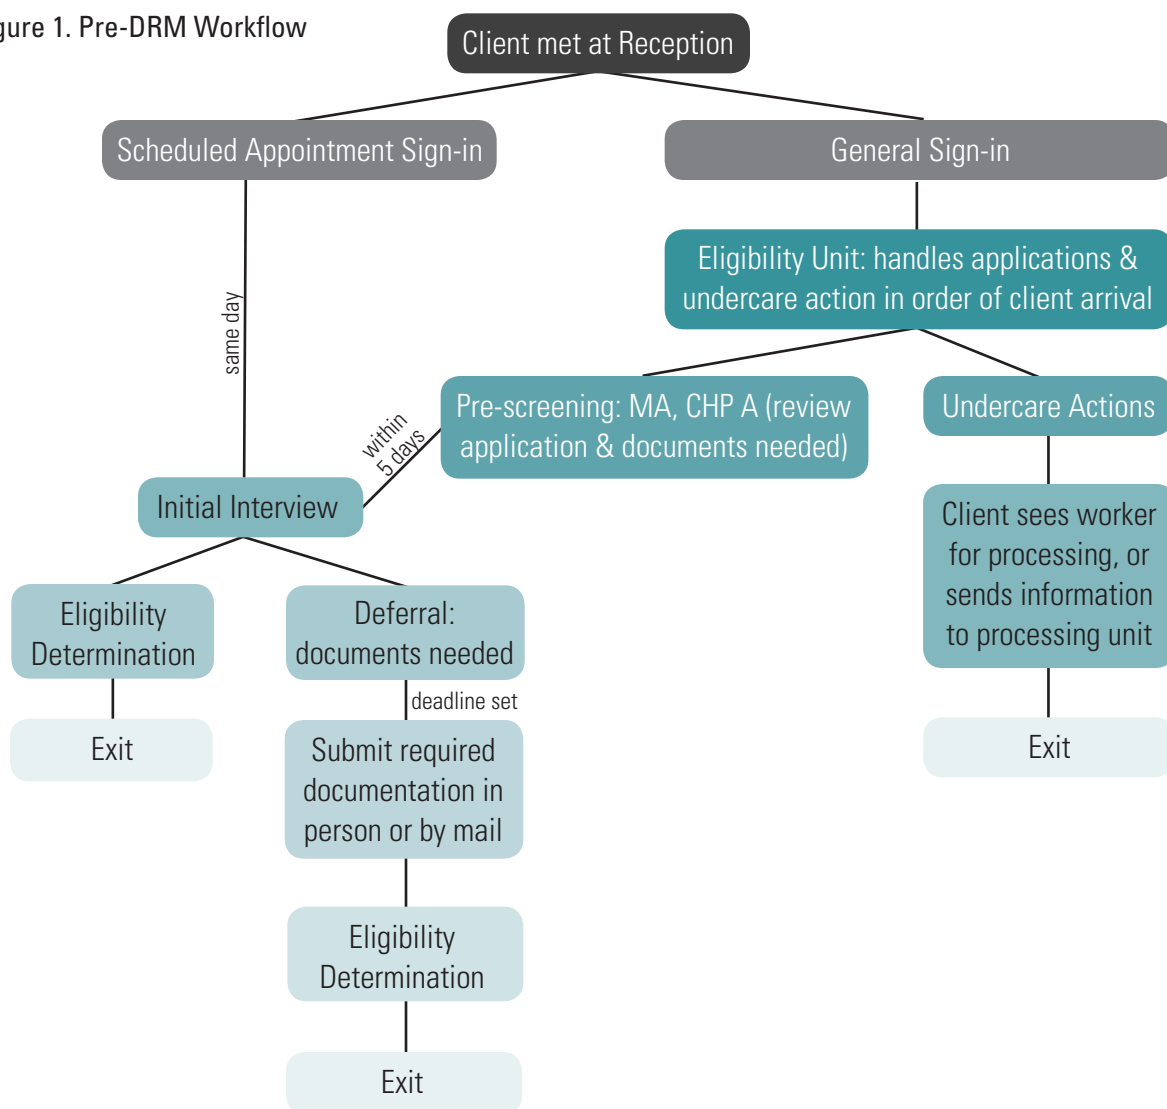 gure 1. Pre-DRM Workflow
Client met at Reception
Scheduled Appointment Sign-in
General Sign-in
Eligibility Unit: handles applications &
undercare action in order of client arrival
same day
within
5 days
Pre-screening: MA, CHP A (review
application & documents needed)
Undercare Actions
Initial Interview
Client sees worker
for processing, or
sends information
to processing unit
Eligibility
Determination
Deferral:
documents needed
deadline set
Exit
Submit required
documentation in
person or by mail
Exit
Eligibility
Determination
Exit